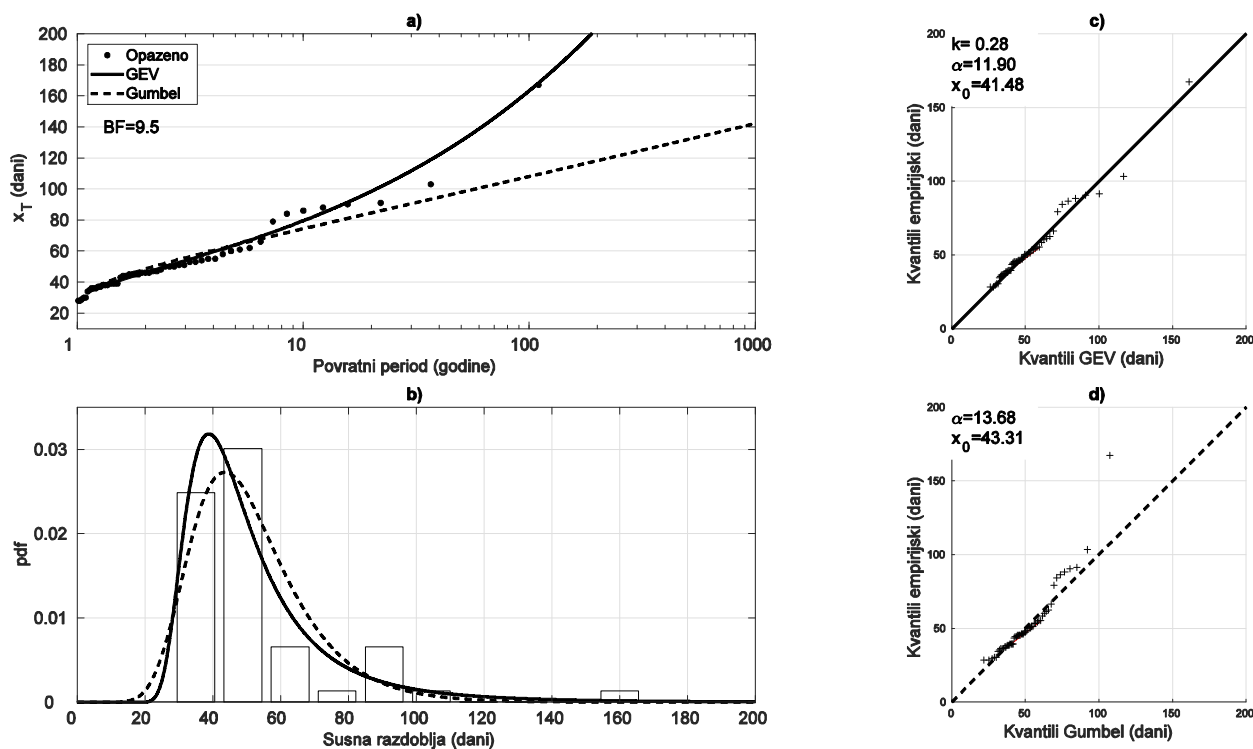 a)
200
180
160
140
120
100
80
60
40
20
x_T (dani)
Opazeno
GEV
Gumbel
BF=9.5
1
10
100
1000
Povratni period (godine)
b)
0.03
0.02
0.01
0
pdf
0
20
40
60
80
100
120
140
160
180
200
Susna razdoblja (dani)
c)
k= 0.28
α=11.90
x_0=41.48
200
150
100
50
0
Kvantili empirijski (dani)
0
50
100
150
200
Kvantili GEV (dani)
d)
α=13.68
x_0=43.31
200
150
100
50
0
Kvantili empirijski (dani)
0
50
100
150
200
Kvantili Gumbel (dani)